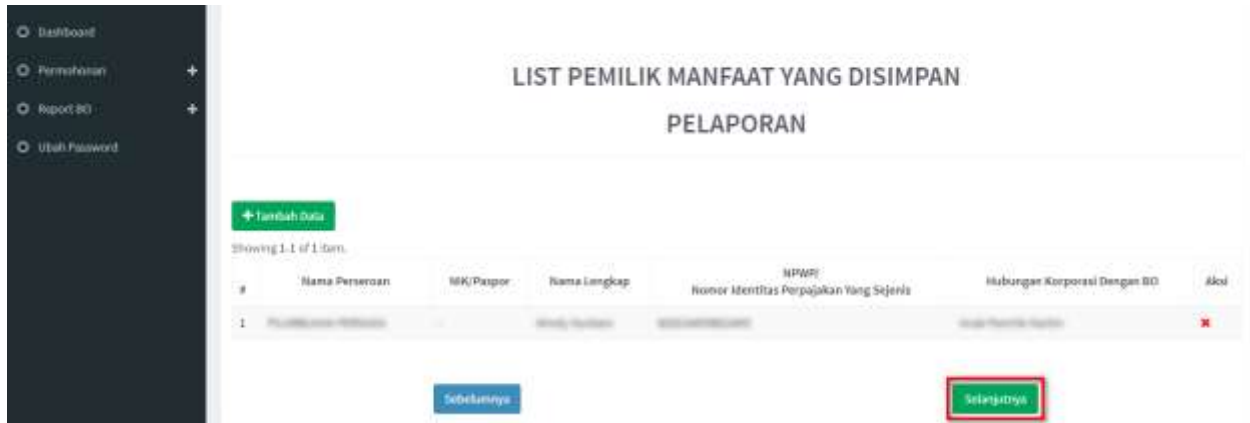 Dashboard
Permohonan
Report BO
Ubah Password
LIST PEMILIK MANFAAT YANG DISIMPAN
PELAPORAN
+ Tambah Data
Showing 1-1 of 1 item.
# Nama Perseroan NIK/Paspor Nama Lengkap NPWP/ Hubungan Korporasi Dengan BO Aksi
Nomor Identitas Perpajakan Yang Sejenis
1
Sebelumnya Selanjutnya